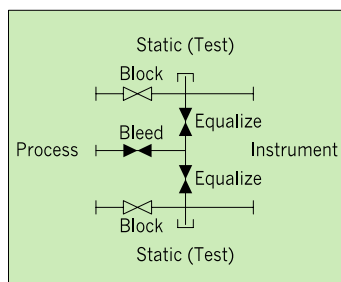 Static (Test)
Block
Equalize
Bleed
Process
Instrument
Equalize
Block
Static (Test)